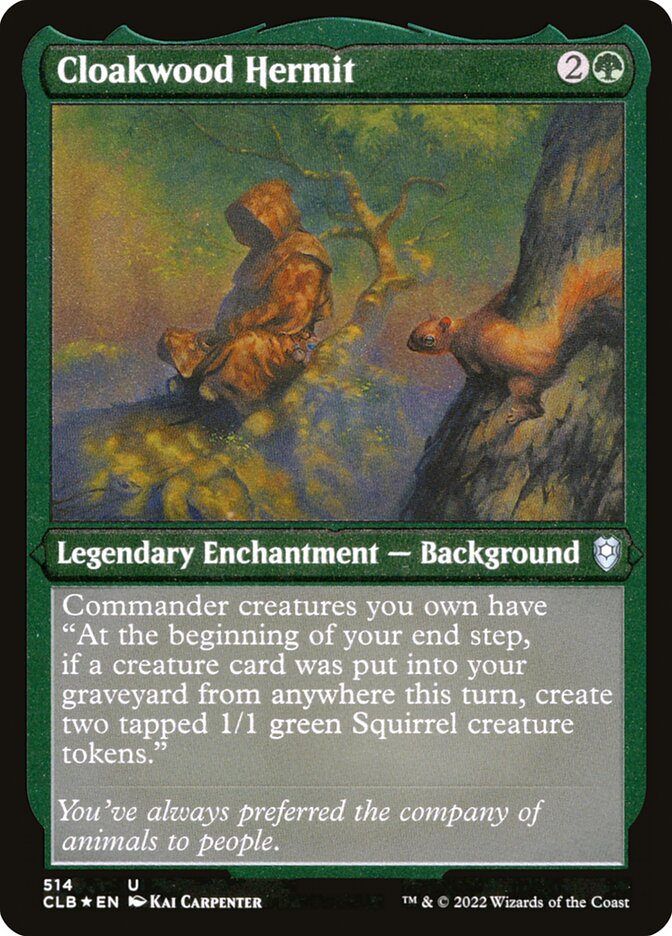 Cloakwood Hermit 2
Legendary Enchantment — Background
Commander creatures you own have
“At the beginning of your end step,
if a creature card was put into your
graveyard from anywhere this turn, create
two tapped 1/1 green Squirrel creature
tokens.”
You’ve always preferred the company of
animals to people.
514 U
CLB★EN Kai Carpenter ™ & © 2022 Wizards of the Coast